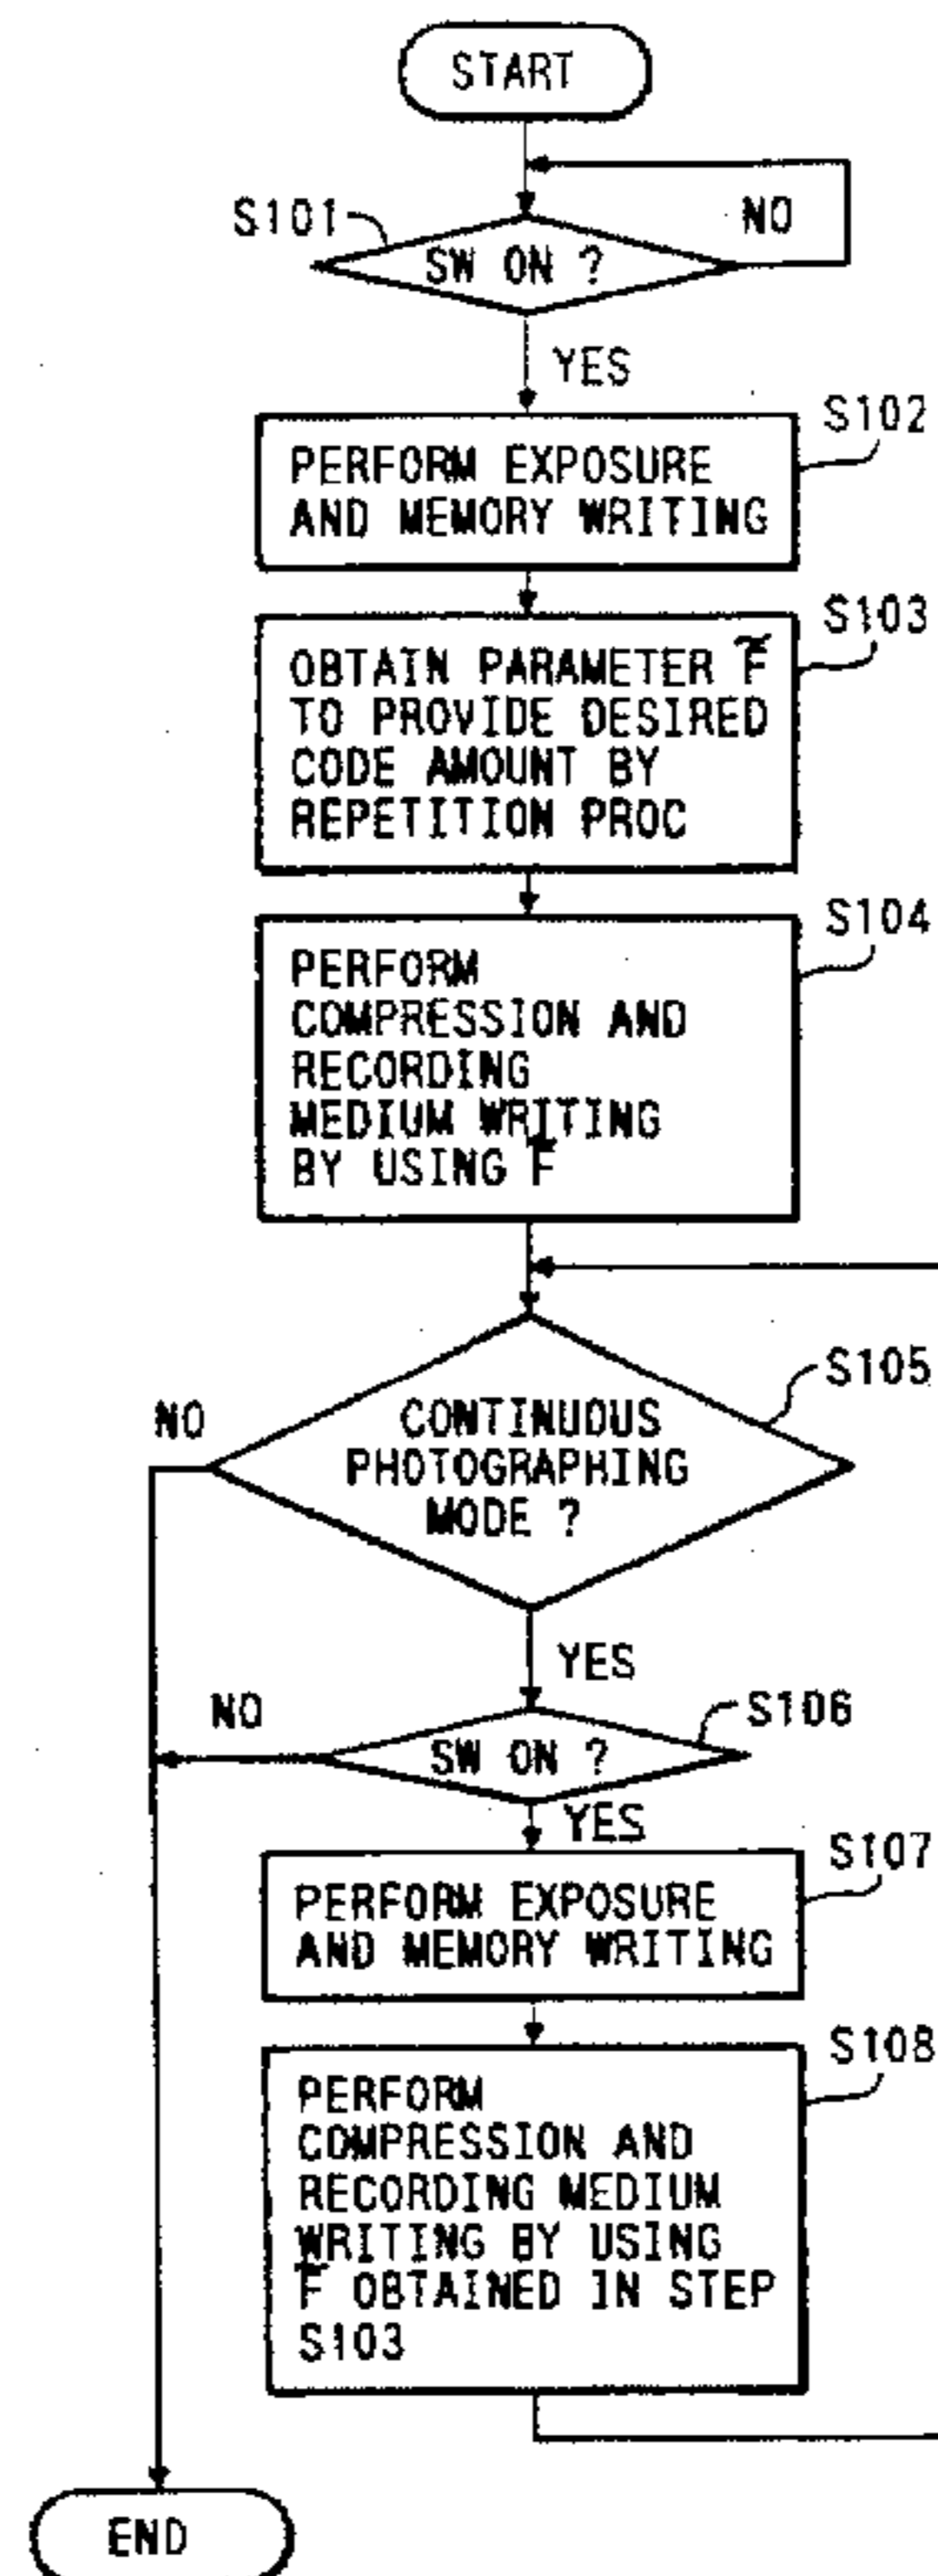 START
S101
NO
SW ON ?
YES
S102
PERFORM EXPOSURE
AND MEMORY WRITING
S103
OBTAIN PARAMETER F̃
TO PROVIDE DESIRED
CODE AMOUNT BY
REPETITION PROC
S104
PERFORM
COMPRESSION AND
RECORDING
MEDIUM WRITING
BY USING F̃
S105
NO
CONTINUOUS
PHOTOGRAPHING
MODE ?
YES
NO
S106
SW ON ?
YES
S107
PERFORM EXPOSURE
AND MEMORY WRITING
S108
PERFORM
COMPRESSION AND
RECORDING MEDIUM
WRITING BY USING
F̃ OBTAINED IN STEP
S103
END